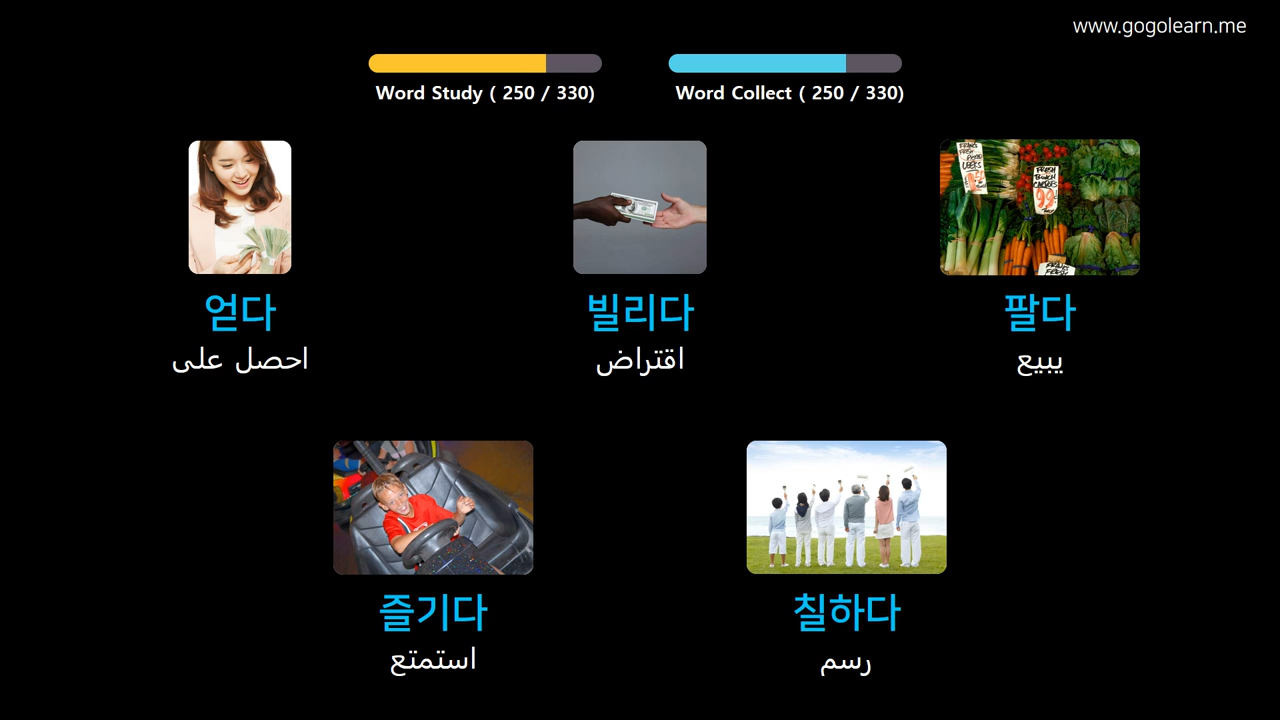 www.gogolearn.me
Word Study ( 250 / 330)
Word Collect ( 250 / 330)
FRESH
얻다
빌리다
팔다
احصل على
اقتراض
يبيع
즐기다
칠하다
استمتع
رسم